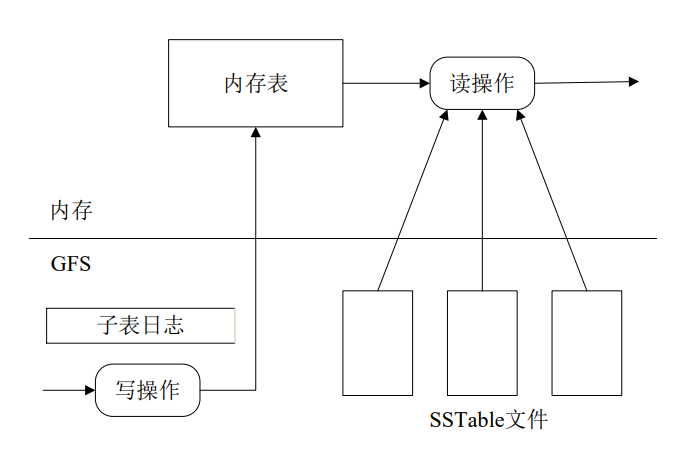 内存表
读操作
内存
GFS
子表日志
写操作
SSTable文件